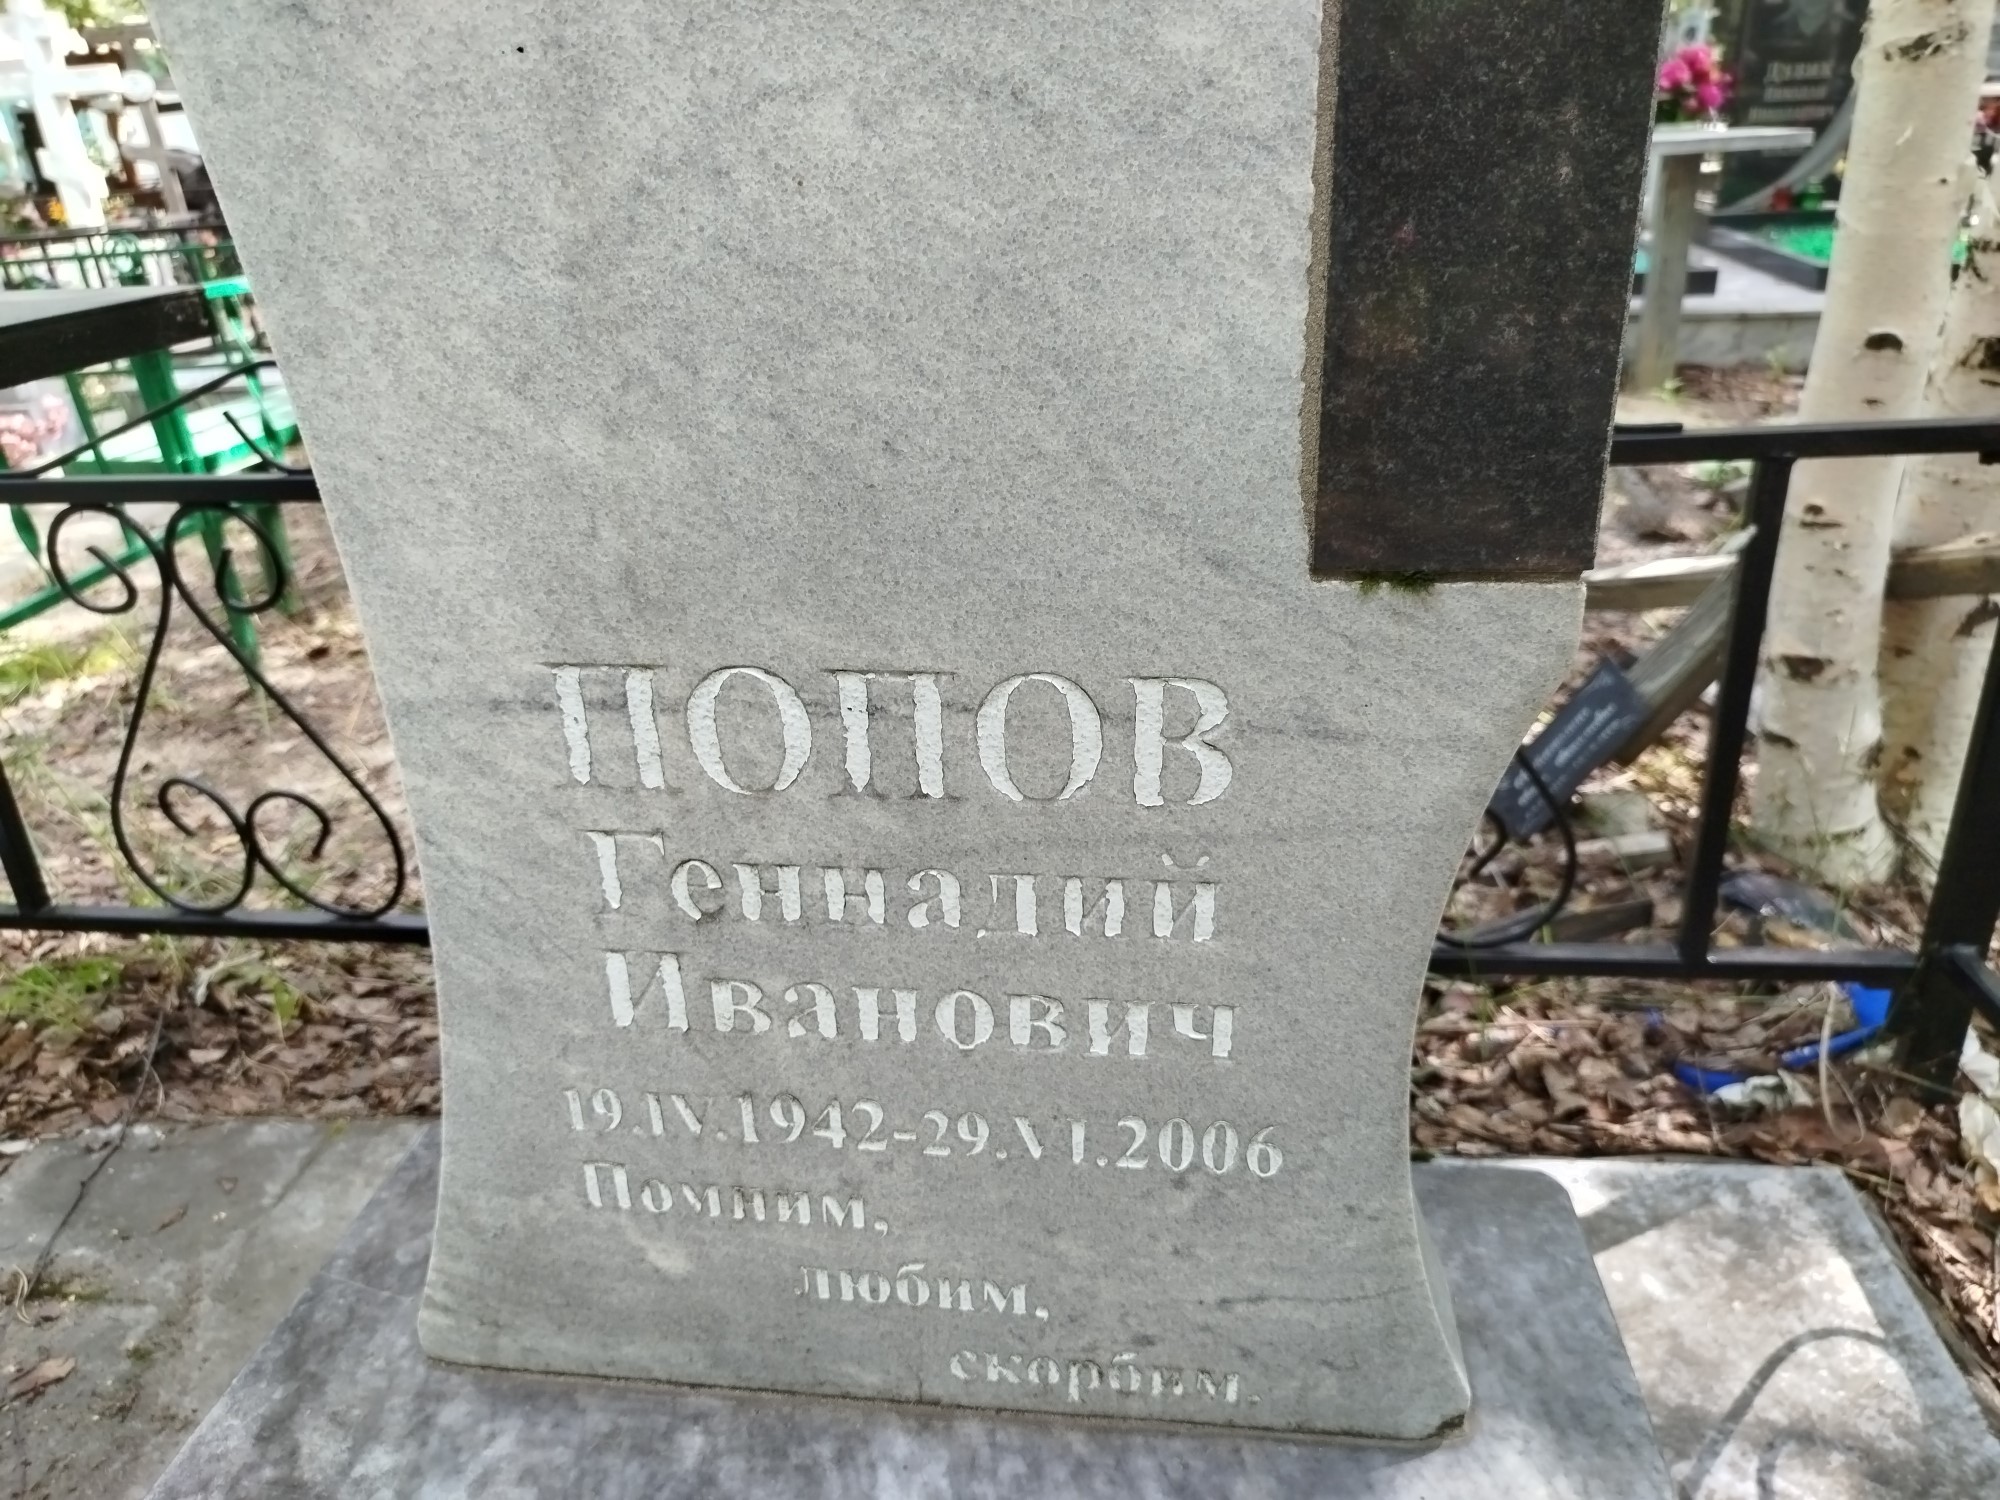 ПОПОВ
Геннадий
Иванович
19.IV.1942-29.VI.2006
Помним,
любим,
скорбим.